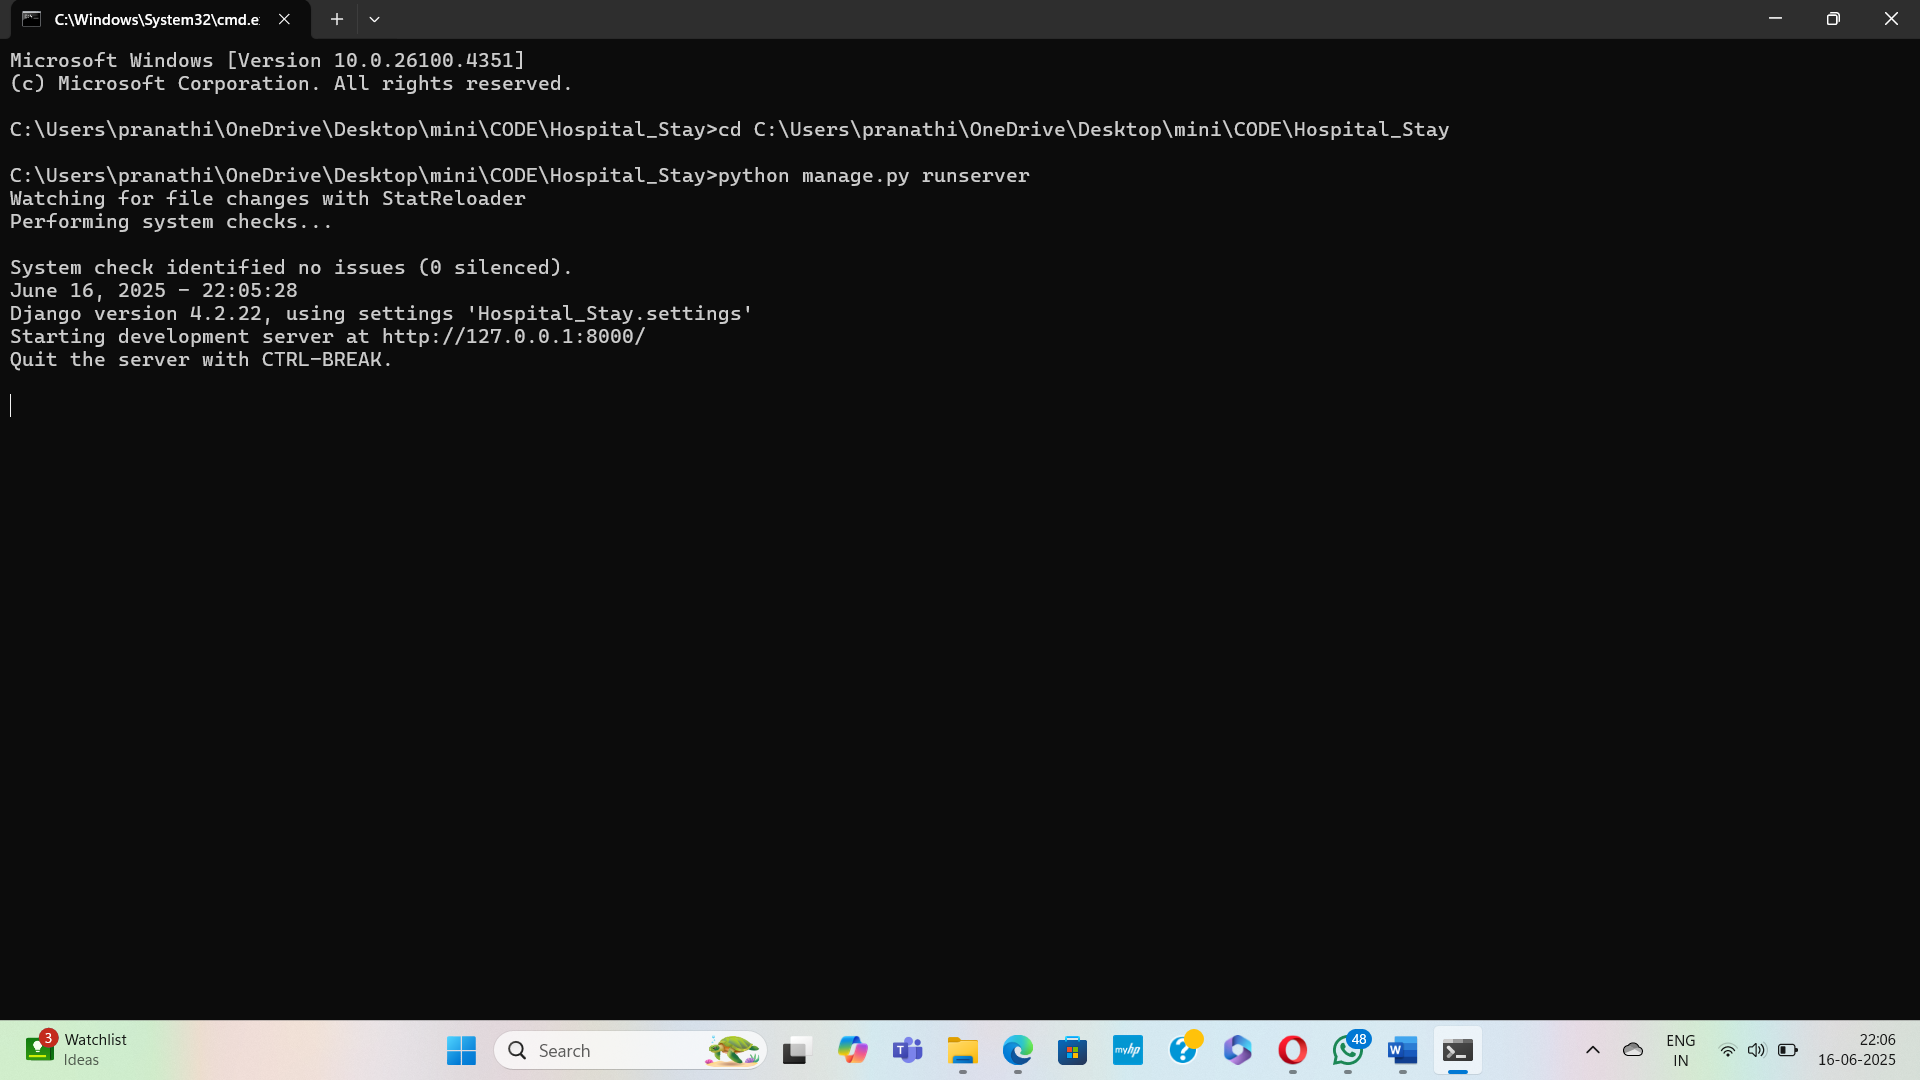 C:\Windows\System32\cmd.e
Microsoft Windows [Version 10.0.26100.4351]
(c) Microsoft Corporation. All rights reserved.
C:\Users\pranathi\OneDrive\Desktop\mini\CODE\Hospital_Stay>cd C:\Users\pranathi\OneDrive\Desktop\mini\CODE\Hospital_Stay
C:\Users\pranathi\OneDrive\Desktop\mini\CODE\Hospital_Stay>python manage.py runserver
Watching for file changes with StatReloader
Performing system checks...
System check identified no issues (0 silenced).
June 16, 2025 - 22:05:28
Django version 4.2.22, using settings 'Hospital_Stay.settings'
Starting development server at http://127.0.0.1:8000/
Quit the server with CTRL-BREAK.
3 Watchlist
Ideas
Search
myhp
48
ENG
IN
22:06
16-06-2025